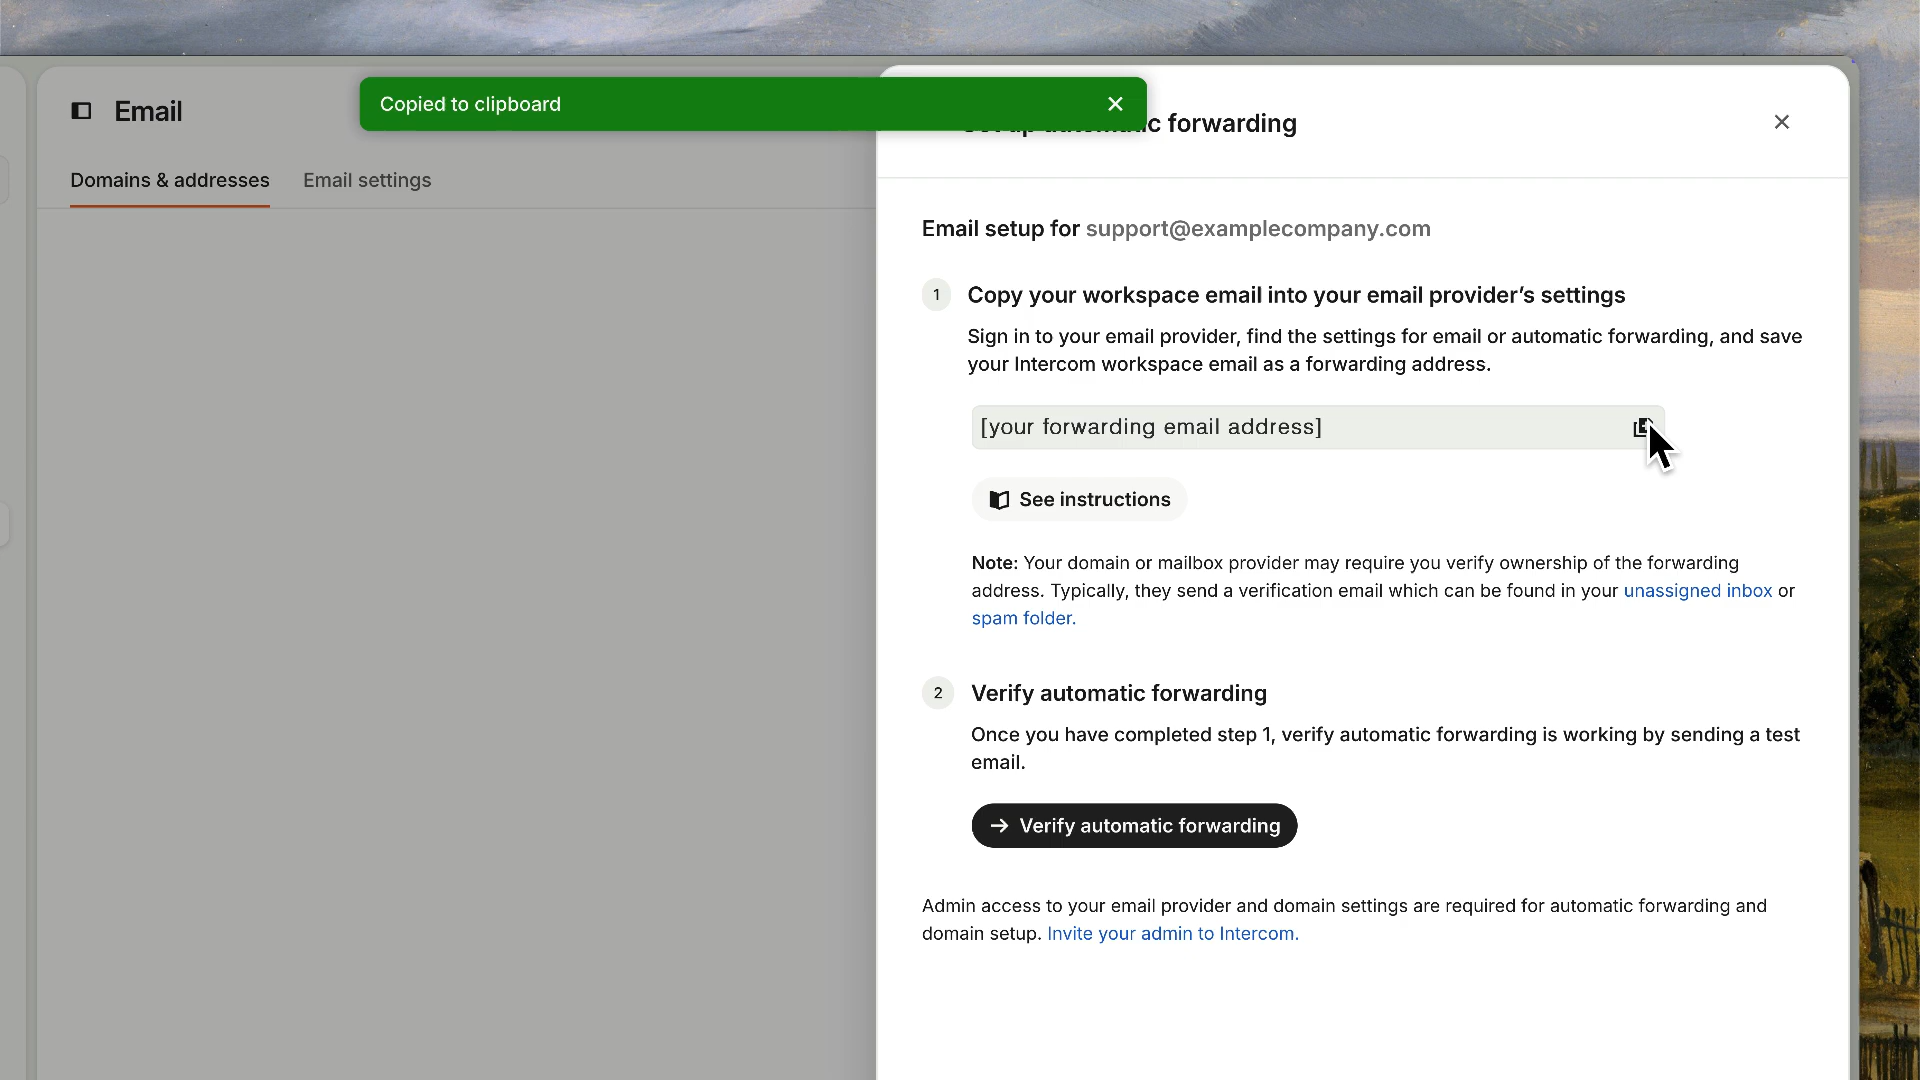 Email
Copied to clipboard
forwarding
Domains & addresses
Email settings
Email setup for support@examplecompany.com
1
Copy your workspace email into your email provider’s settings
Sign in to your email provider, find the settings for email or automatic forwarding, and save
your Intercom workspace email as a forwarding address.
[your forwarding email address]
See instructions
Note: Your domain or mailbox provider may require you verify ownership of the forwarding
address. Typically, they send a verification email which can be found in your unassigned inbox or
spam folder.
2
Verify automatic forwarding
Once you have completed step 1, verify automatic forwarding is working by sending a test
email.
Verify automatic forwarding
Admin access to your email provider and domain settings are required for automatic forwarding and
domain setup. Invite your admin to Intercom.